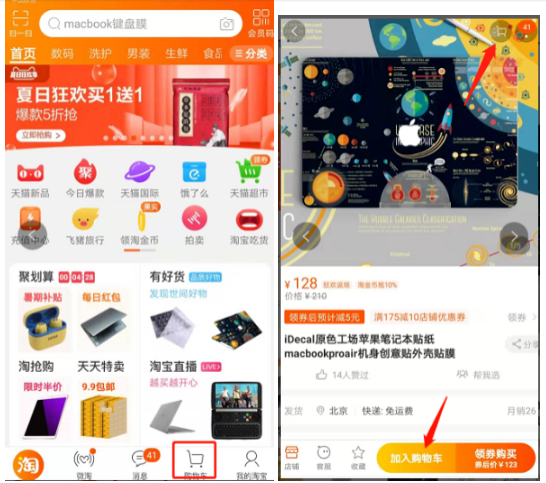 扫一扫
macbook键盘膜
会员码
首页
数码
洗护
男装
生鲜
食品
分类
夏日狂欢买1送1
爆款5折抢
立即抢购
天猫新品
今日爆款
天猫国际
饿了么
天猫超市
领券
充值中心
飞猪旅行
领淘金币
拍卖
淘宝吃货
聚划算 00 : 04 : 28
暑期补贴
每日红包
有好货 品质好物
发现世间好物
淘抢购
限时半价
天天特卖
9.9包邮
淘宝直播 LIVE
越买越开心
淘
微淘
消息
41
购物车
我的淘宝
41
UNIVERSE
¥128 狂欢返场 淘金币抵10%
价格 ¥210
领券后预计减5元 满175减10店铺优惠券
领券
iDecal原色工场苹果笔记本贴纸
macbookproair机身创意贴外壳贴膜
分享
14人赞过
帮我选
发货
北京
快递: 免运费
月销26
店铺
客服
收藏
加入购物车
领券购买
券后价 ¥123